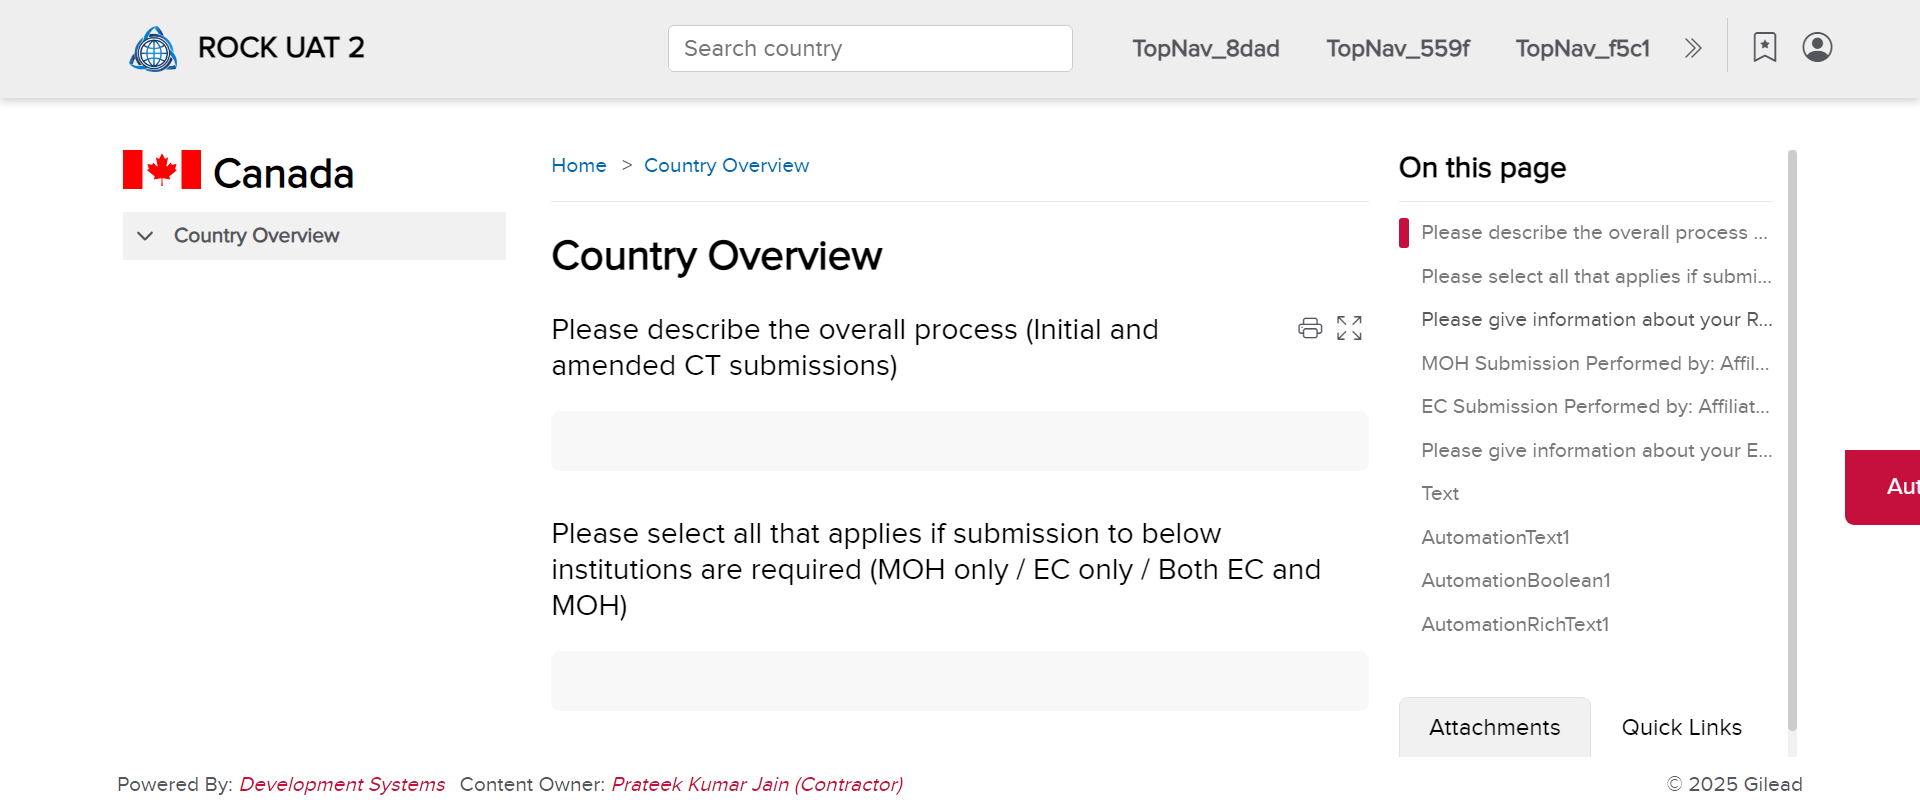 ROCK UAT 2
Search country
TopNav_8dad
TopNav_559f
TopNav_f5c1
Canada
Country Overview
Home > Country Overview
Country Overview
Please describe the overall process (Initial and
amended CT submissions)
Please select all that applies if submission to below
institutions are required (MOH only / EC only / Both EC and
MOH)
On this page
Please describe the overall process ...
Please select all that applies if submi...
Please give information about your R...
MOH Submission Performed by: Affil...
EC Submission Performed by: Affiliat...
Please give information about your E...
Text
AutomationText1
AutomationBoolean1
AutomationRichText1
Attachments
Quick Links
Aut
Powered By: Development Systems Content Owner: Prateek Kumar Jain (Contractor)
© 2025 Gilead